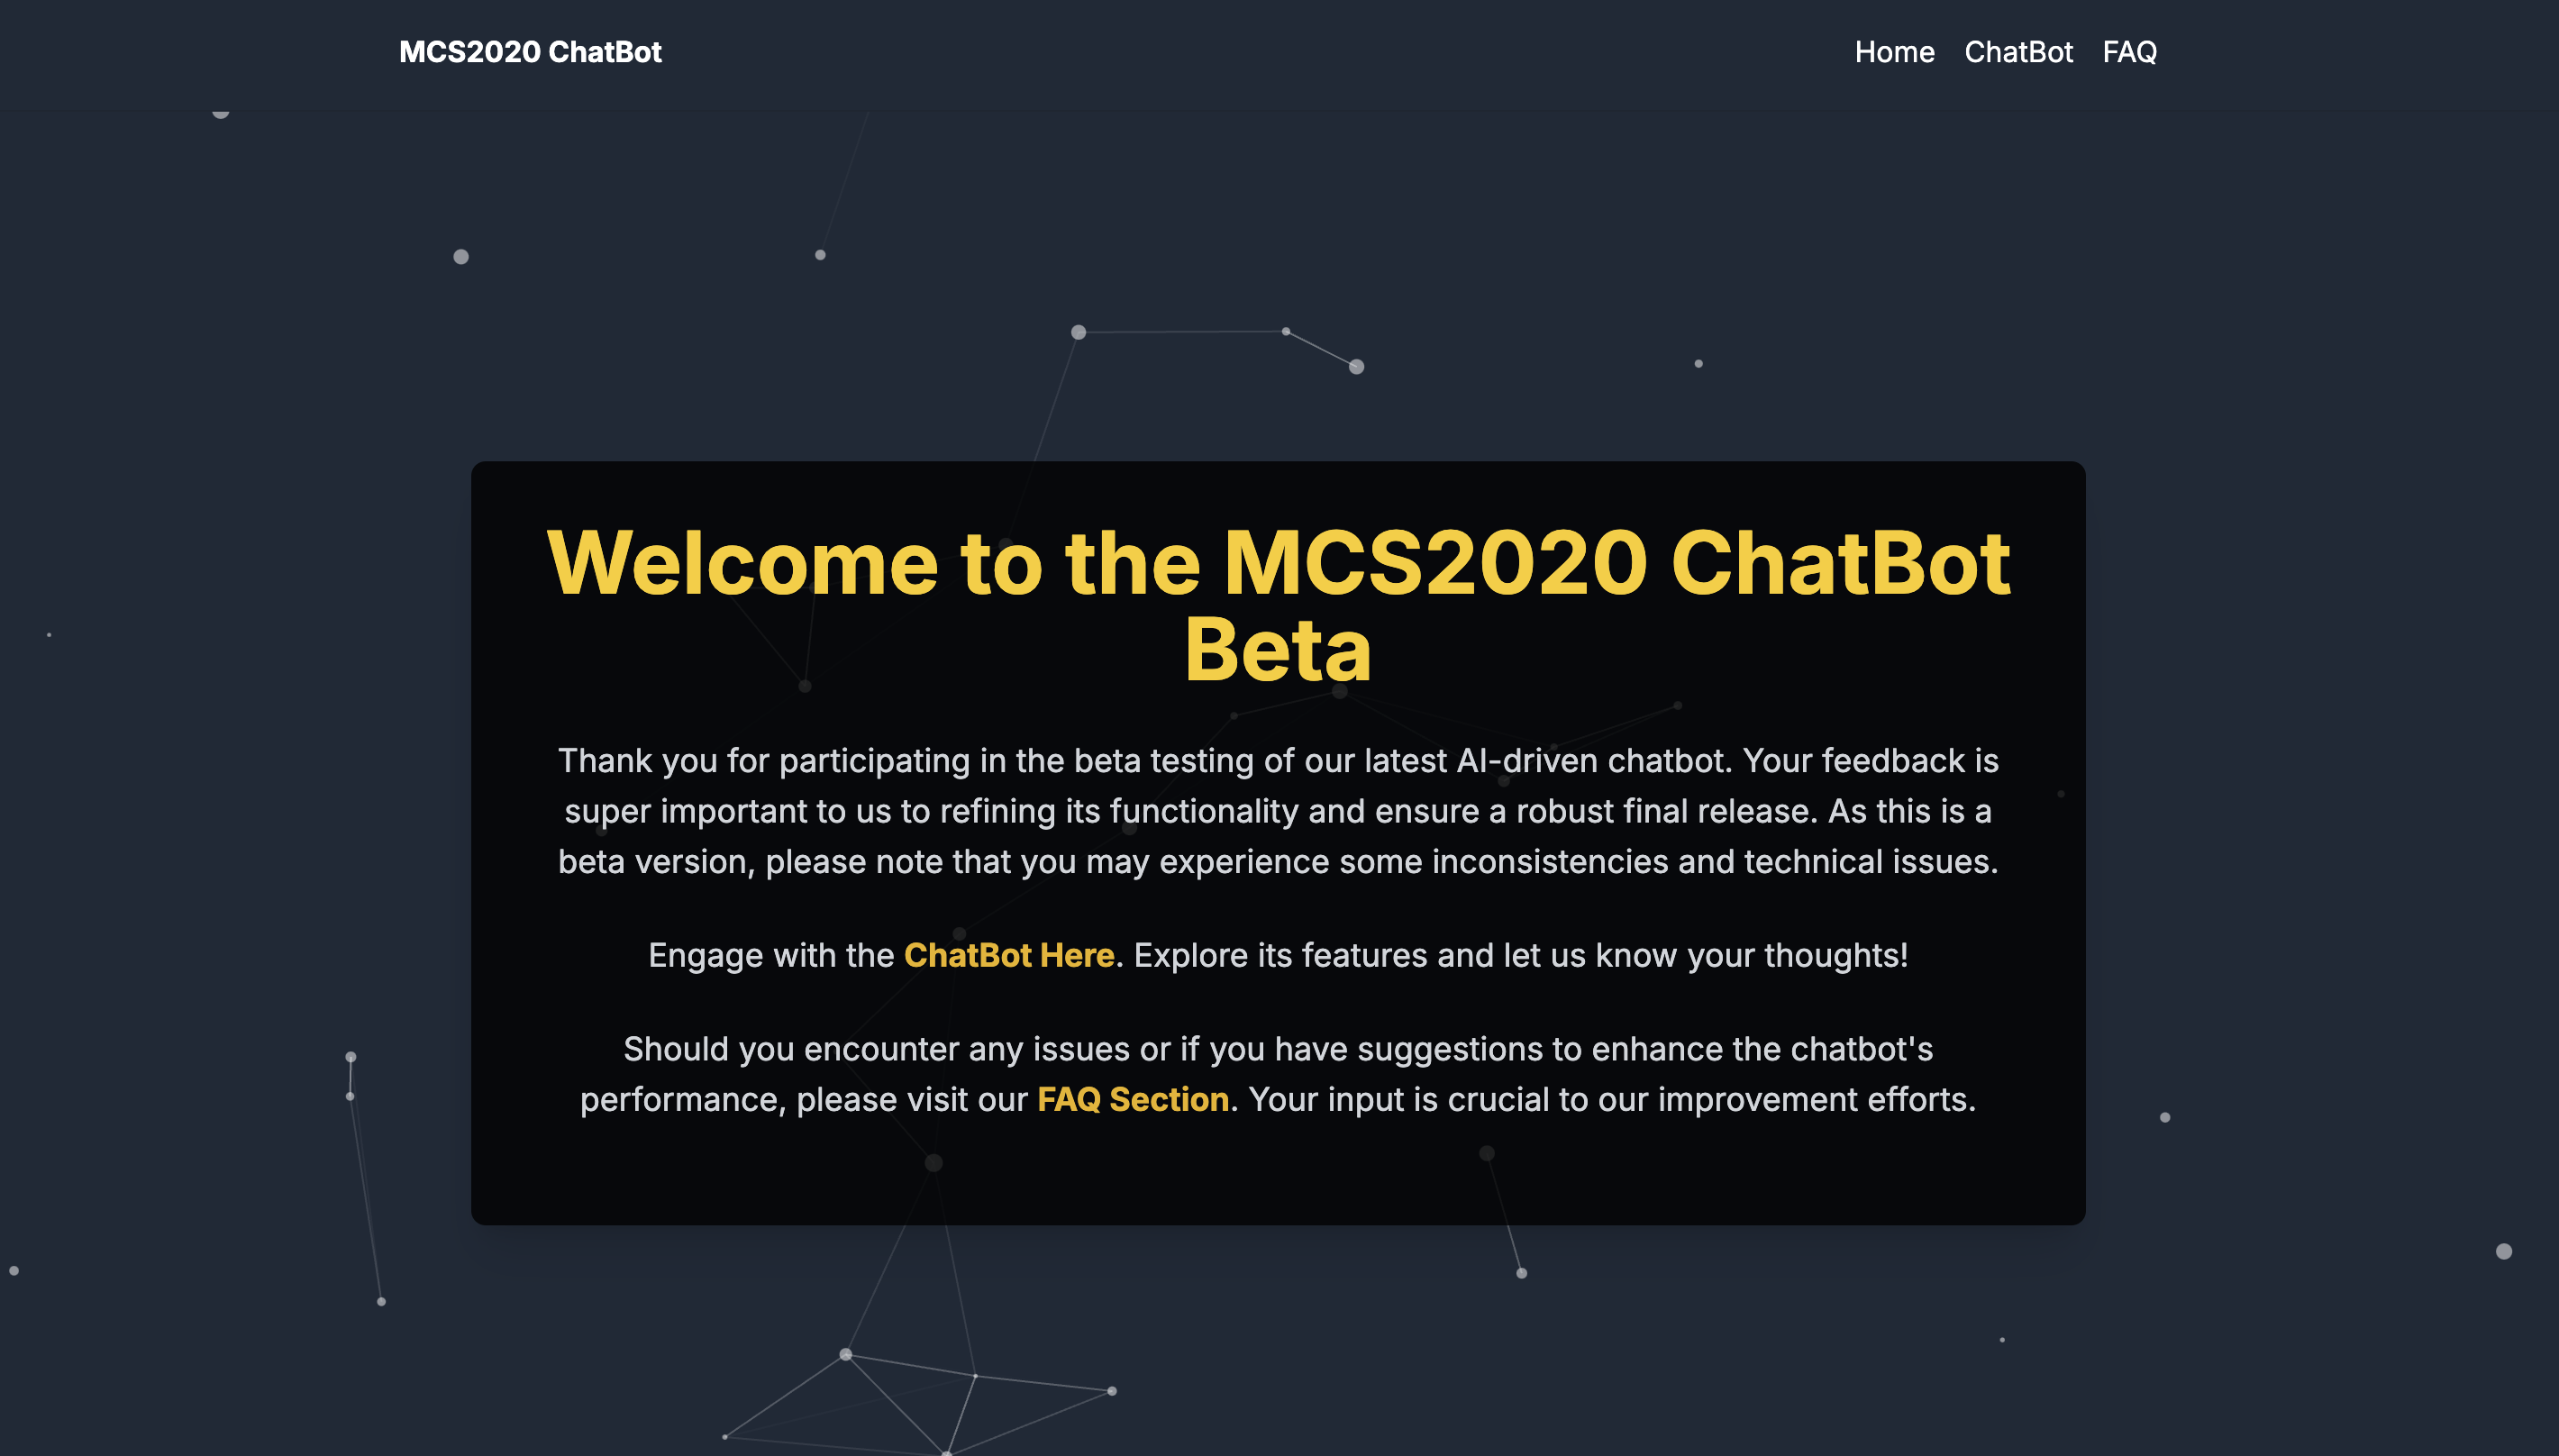 MCS2020 ChatBot
Home ChatBot FAQ
Welcome to the MCS2020 ChatBot
Beta
Thank you for participating in the beta testing of our latest AI-driven chatbot. Your feedback is
super important to us to refining its functionality and ensure a robust final release. As this is a
beta version, please note that you may experience some inconsistencies and technical issues.
Engage with the ChatBot Here. Explore its features and let us know your thoughts!
Should you encounter any issues or if you have suggestions to enhance the chatbot's
performance, please visit our FAQ Section. Your input is crucial to our improvement efforts.